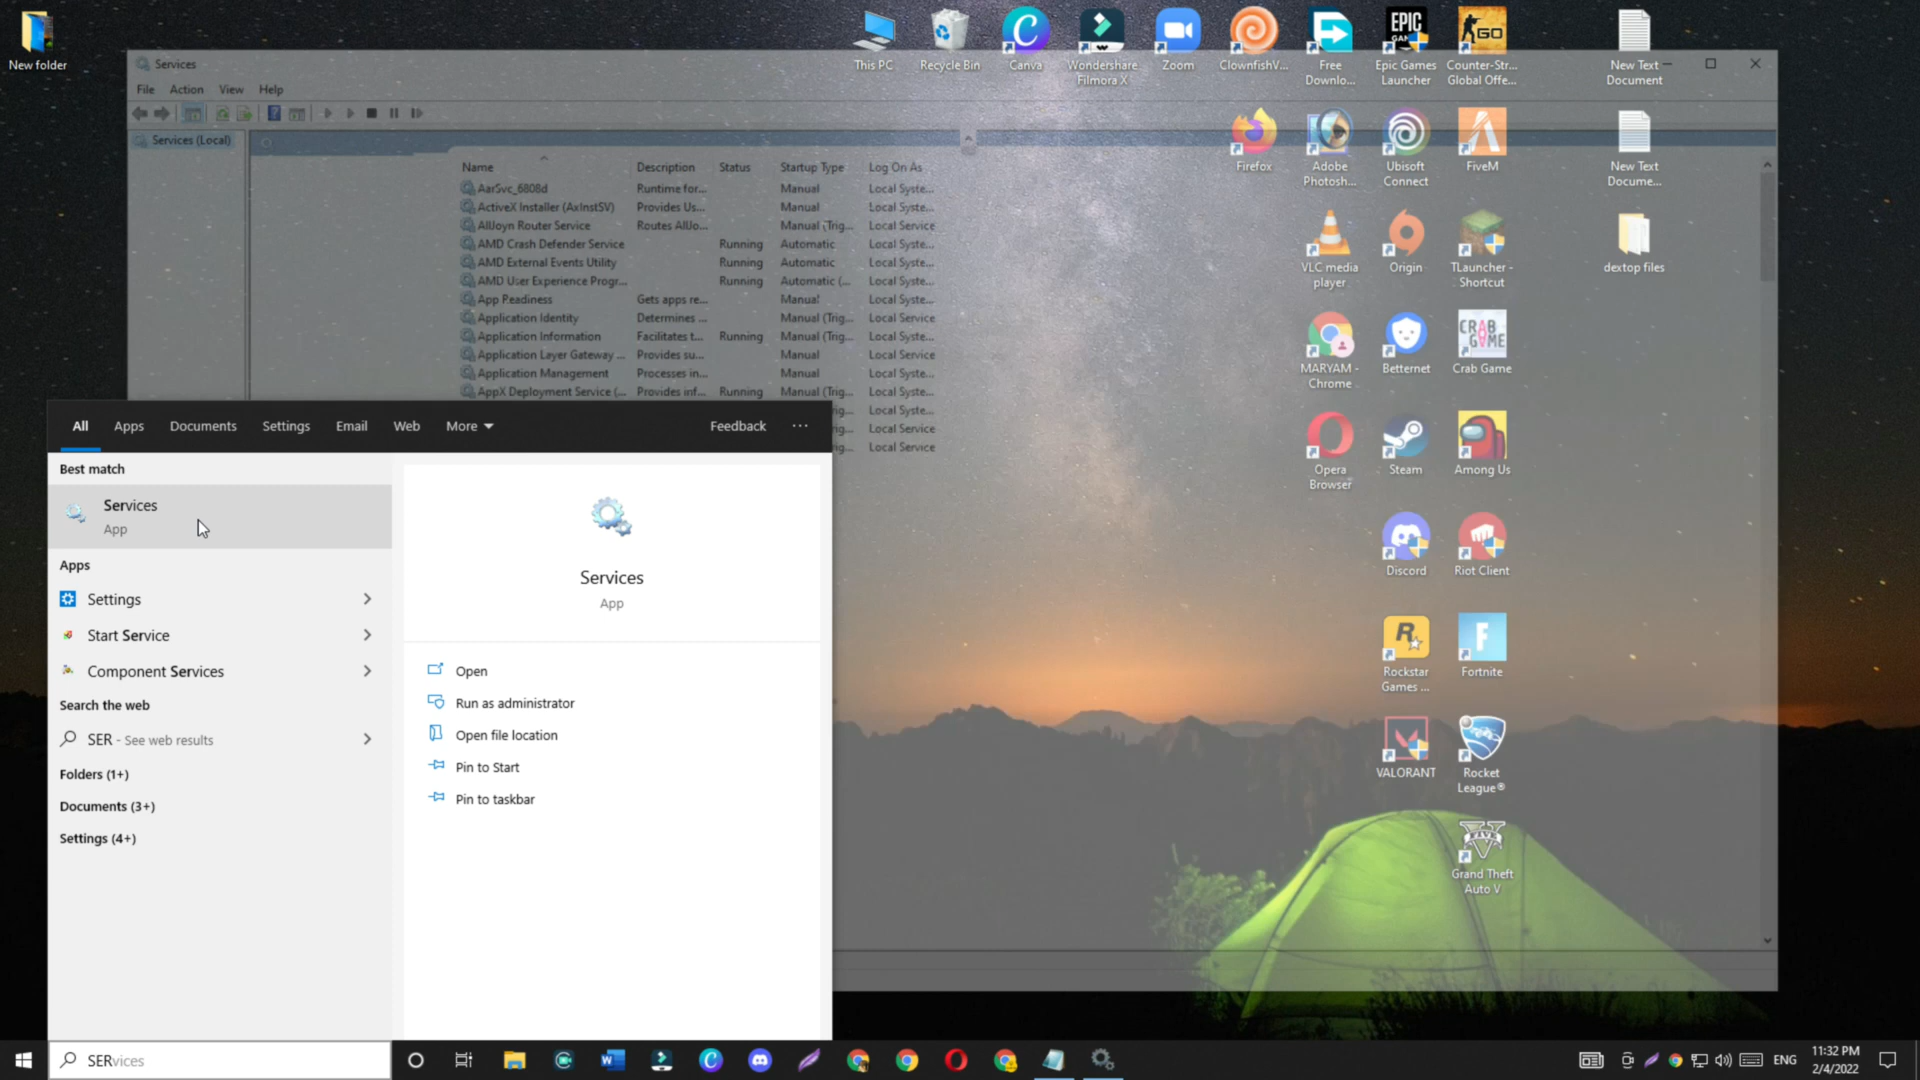 New folder
This PC
Recycle Bin
Canva
Wondershare
Filmora X
Zoom
ClownfishV...
Free
Downlo...
EPIC
Epic Games
Launcher
GO
Counter-Str...
Global Offe...
New Text
Document
Services
File Action View Help
Services (Local)
Name Description Status Startup Type Log On As
AarSvc_6808d Runtime for... Manual Local Syste...
ActiveX Installer (AxInstSV) Provides Us... Manual Local Syste...
AllJoyn Router Service Routes AllJo... Manual (Trig... Local Service
AMD Crash Defender Service Running Automatic Local Syste...
AMD External Events Utility Running Automatic Local Syste...
AMD User Experience Progr... Running Automatic (... Local Syste...
App Readiness Gets apps re... Manual Local Syste...
Application Identity Determines ... Manual (Trig... Local Service
Application Information Facilitates t... Running Manual (Trig... Local Syste...
Application Layer Gateway ... Provides su... Manual Local Service
Application Management Processes in... Manual Local Syste...
AppX Deployment Service (... Provides inf... Running Manual (Trig... Local Syste...
ig... Local Syste...
ig... Local Service
ig... Local Service
Firefox
Adobe
Photosh...
Ubisoft
Connect
FiveM
New Text
Docume...
VLC media
player
Origin
TLauncher -
Shortcut
dextop files
MARYAM -
Chrome
Betternet
CRAB
GAME
Crab Game
Opera
Browser
Steam
Among Us
Discord
Riot Client
Rockstar
Games ...
Fortnite
VALORANT
Rocket
League®
FIVE
Grand Theft
Auto V
All Apps Documents Settings Email Web More Feedback ...
Best match
Services
App
Apps
Settings
Start Service
Component Services
Search the web
SER - See web results
Folders (1+)
Documents (3+)
Settings (4+)
Services
App
Open
Run as administrator
Open file location
Pin to Start
Pin to taskbar
SERvices
ENG
11:32 PM
2/4/2022